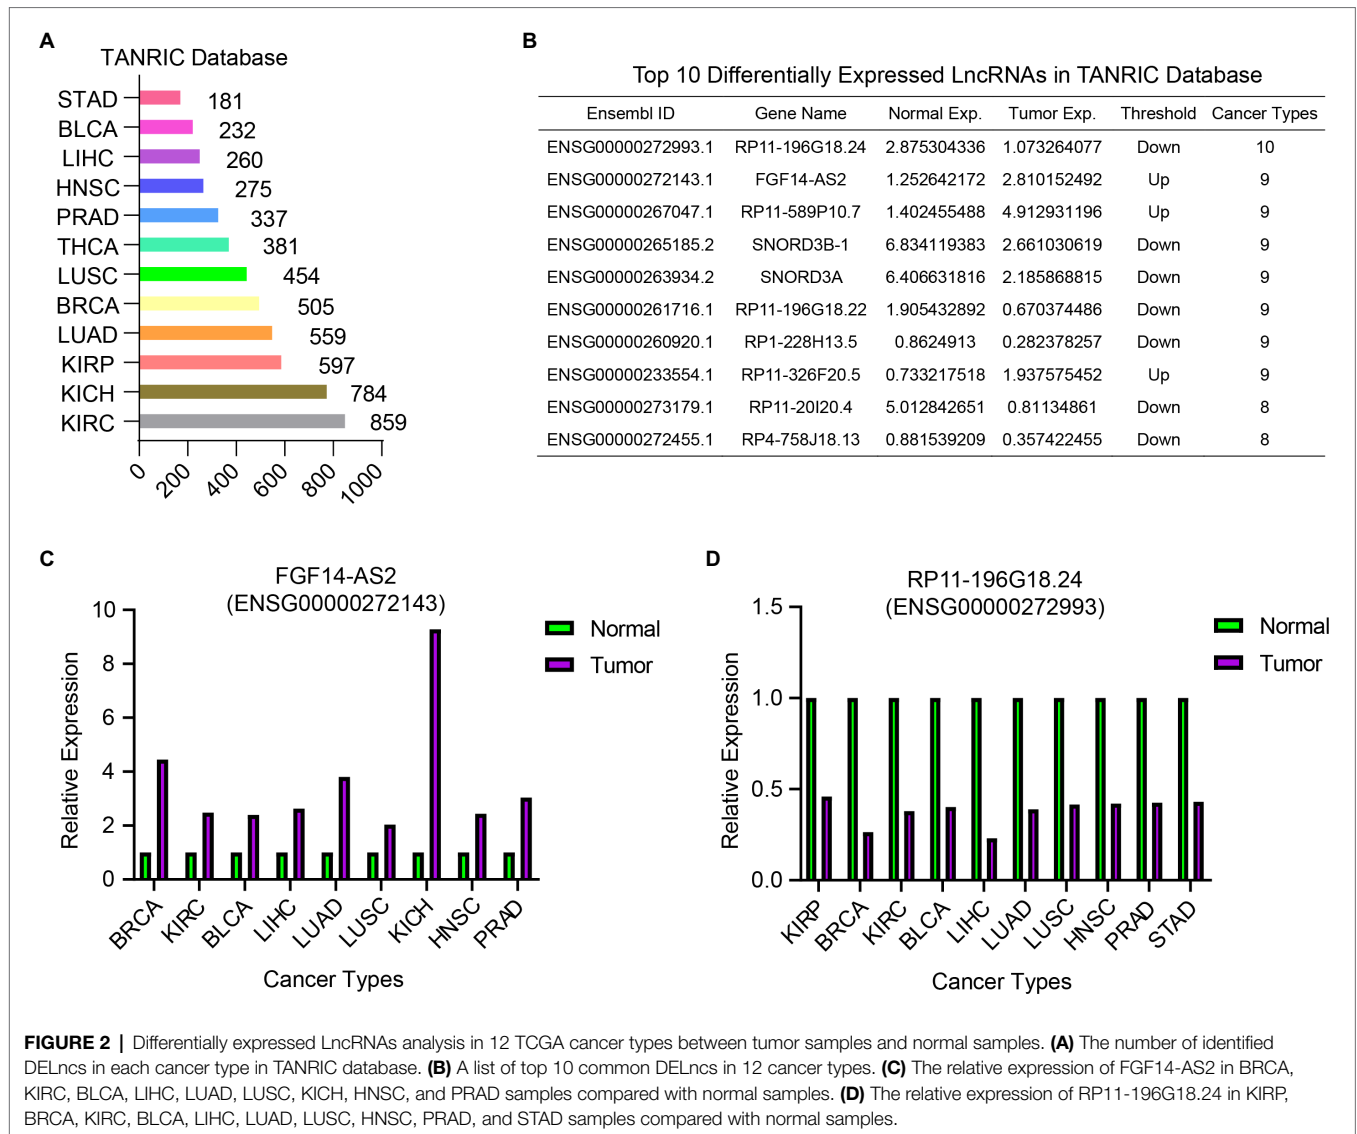 A
TANRIC Database
STAD 181
BLCA 232
LIHC 260
HNSC 275
PRAD 337
THCA 381
LUSC 454
BRCA 505
LUAD 559
KIRP 597
KICH 784
KIRC 859
0 200 400 600 800 1000
B
Top 10 Differentially Expressed LncRNAs in TANRIC Database
Ensembl ID Gene Name Normal Exp. Tumor Exp. Threshold Cancer Types
ENSG00000272993.1 RP11-196G18.24 2.875304336 1.073264077 Down 10
ENSG00000272143.1 FGF14-AS2 1.252642172 2.810152492 Up 9
ENSG00000267047.1 RP11-589P10.7 1.402455488 4.912931196 Up 9
ENSG00000265185.2 SNORD3B-1 6.834119383 2.661030619 Down 9
ENSG00000263934.2 SNORD3A 6.406631816 2.185868815 Down 9
ENSG00000261716.1 RP11-196G18.22 1.905432892 0.670374486 Down 9
ENSG00000260920.1 RP1-228H13.5 0.8624913 0.282378257 Down 9
ENSG00000233554.1 RP11-326F20.5 0.733217518 1.937575452 Up 9
ENSG00000273179.1 RP11-20I20.4 5.012842651 0.81134861 Down 8
ENSG00000272455.1 RP4-758J18.13 0.881539209 0.357422455 Down 8
C
FGF14-AS2
(ENSG00000272143)
Relative Expression
10
8
6
4
2
0
Normal
Tumor
BRCA KIRC BLCA LIHC LUAD LUSC KICH HNSC PRAD
Cancer Types
D
RP11-196G18.24
(ENSG00000272993)
Relative Expression
1.5
1.0
0.5
0.0
Normal
Tumor
KIRP BRCA KIRC BLCA LIHC LUAD LUSC HNSC PRAD STAD
Cancer Types
FIGURE 2 | Differentially expressed LncRNAs analysis in 12 TCGA cancer types between tumor samples and normal samples. (A) The number of identified
DELncs in each cancer type in TANRIC database. (B) A list of top 10 common DELncs in 12 cancer types. (C) The relative expression of FGF14-AS2 in BRCA,
KIRC, BLCA, LIHC, LUAD, LUSC, KICH, HNSC, and PRAD samples compared with normal samples. (D) The relative expression of RP11-196G18.24 in KIRP,
BRCA, KIRC, BLCA, LIHC, LUAD, LUSC, HNSC, PRAD, and STAD samples compared with normal samples.